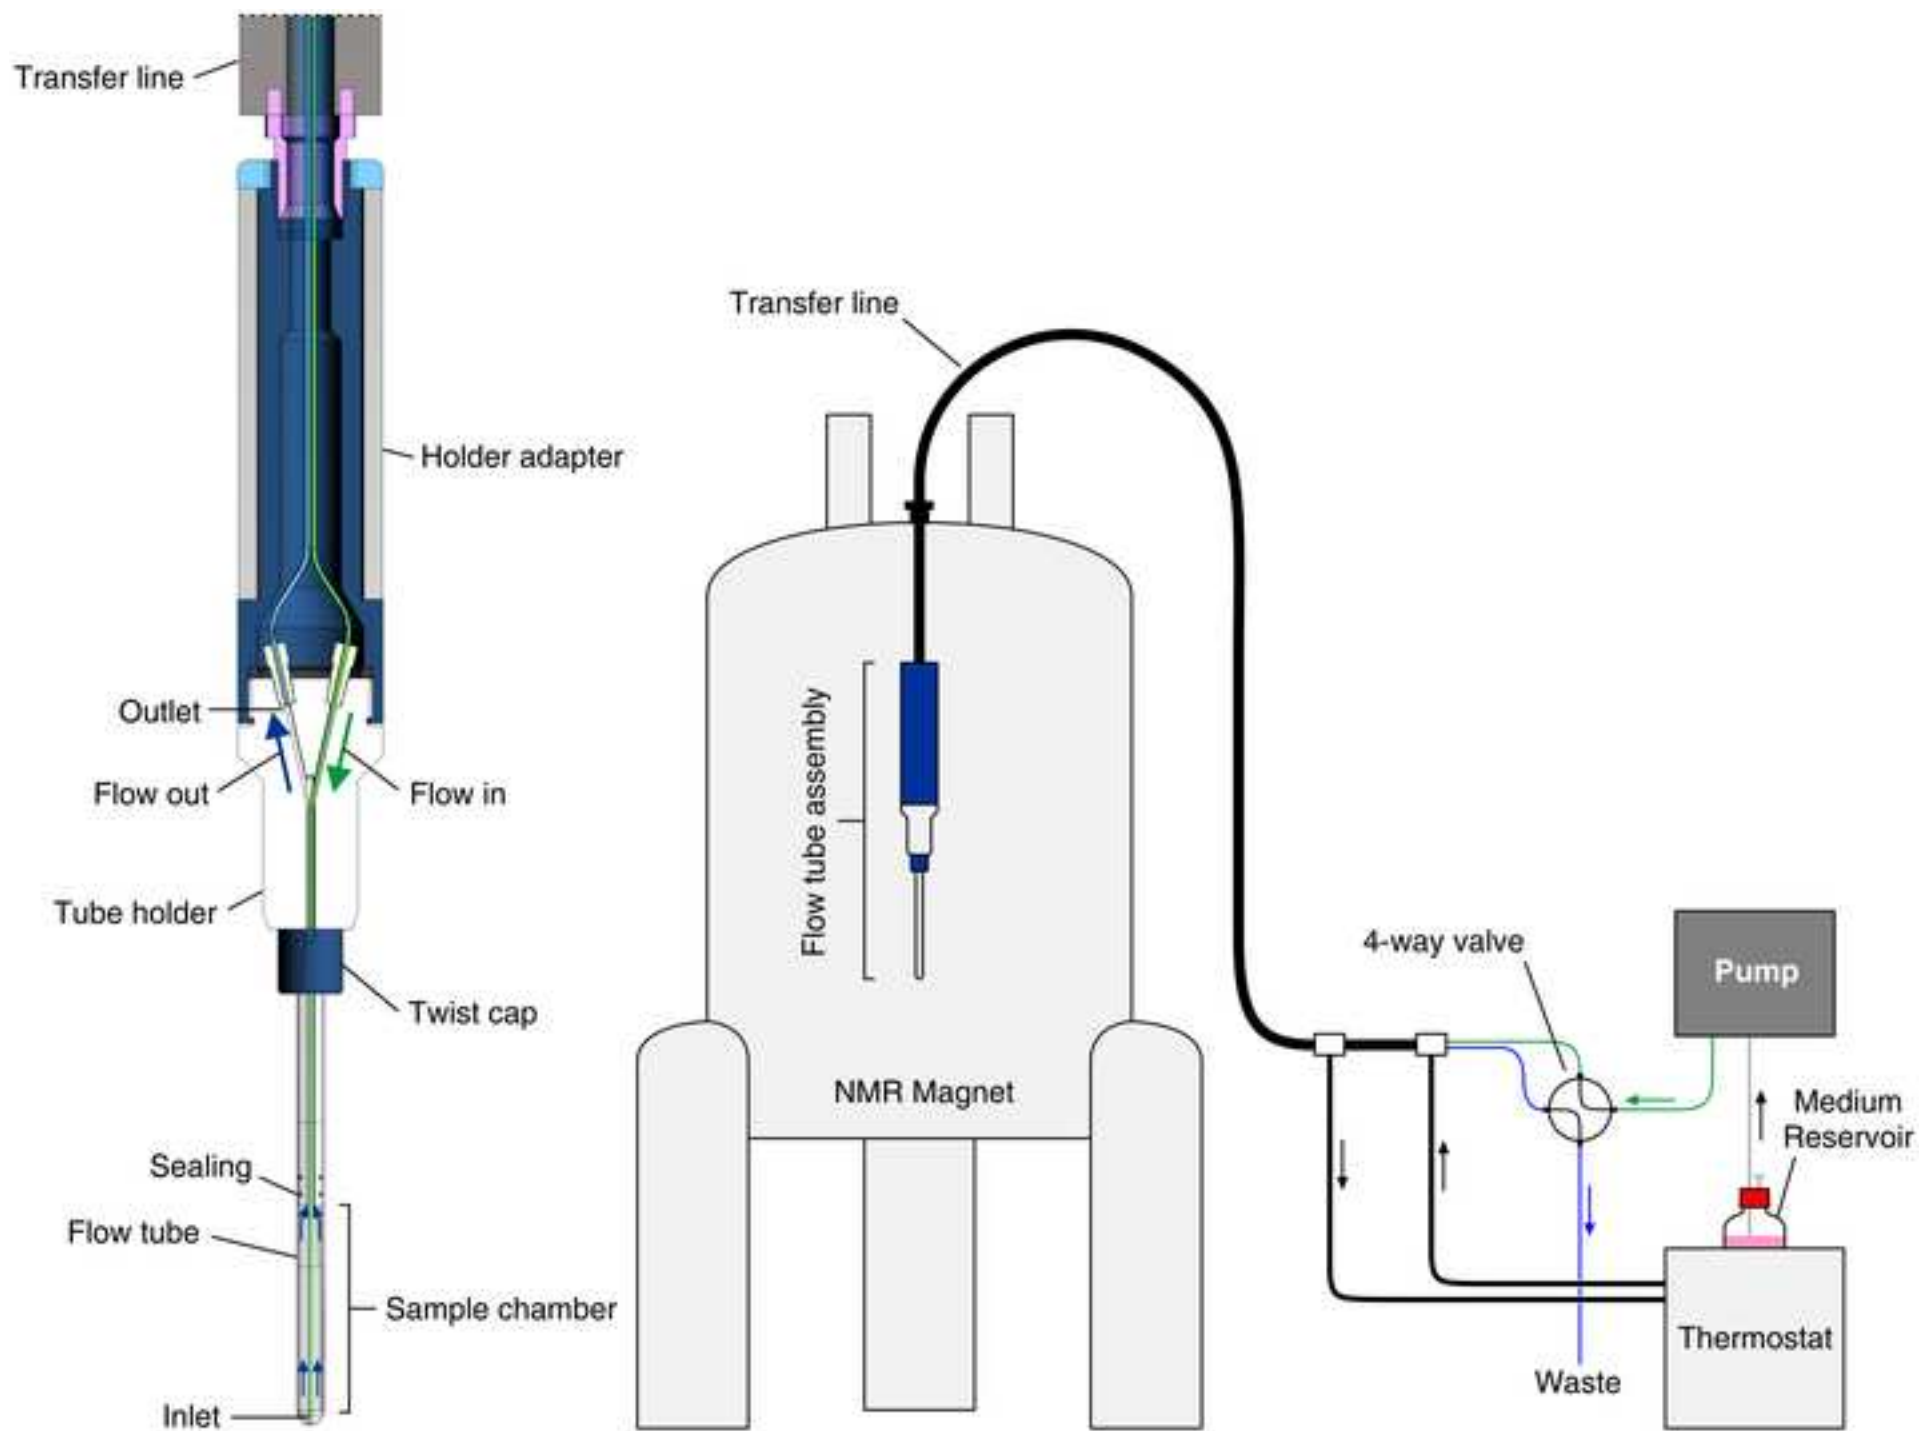 Transfer line
Holder adapter
Outlet
Flow out
Flow in
Tube holder
Twist cap
Sealing
Flow tube
Sample chamber
Inlet
Transfer line
Flow tube assembly
NMR Magnet
4-way valve
Pump
Medium
Reservoir
Thermostat
Waste